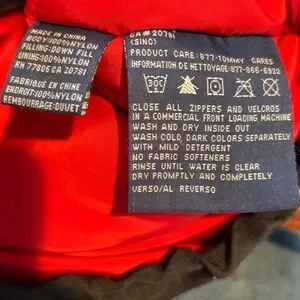 MADE IN CHINA
BODY:100%NYLON
FILLING:DOWN FILL
LINING:100%NYLON
RN 77806 CA 20781
FABRIQUE EN CHINE
ENTIER:100%NYLON
REMBOURRAGE:DUVET
CA#20781
(SINC)
PRODUCT CARE:877-TOMMY CARES
INFORMATION DE NETTOYAGE:877-866-6922
CLOSE ALL ZIPPERS AND VELCROS
IN A COMMERCIAL FRONT LOADING MACHINE
WASH AND DRY INSIDE OUT
WASH COLD DARK COLORS SEPARATELY
WITH MILD DETERGENT
NO FABRIC SOFTENERS
RINSE UNTIL WATER IS CLEAR
DRY PROMPTLY AND COMPLETELY
VERSO/AL REVERSO